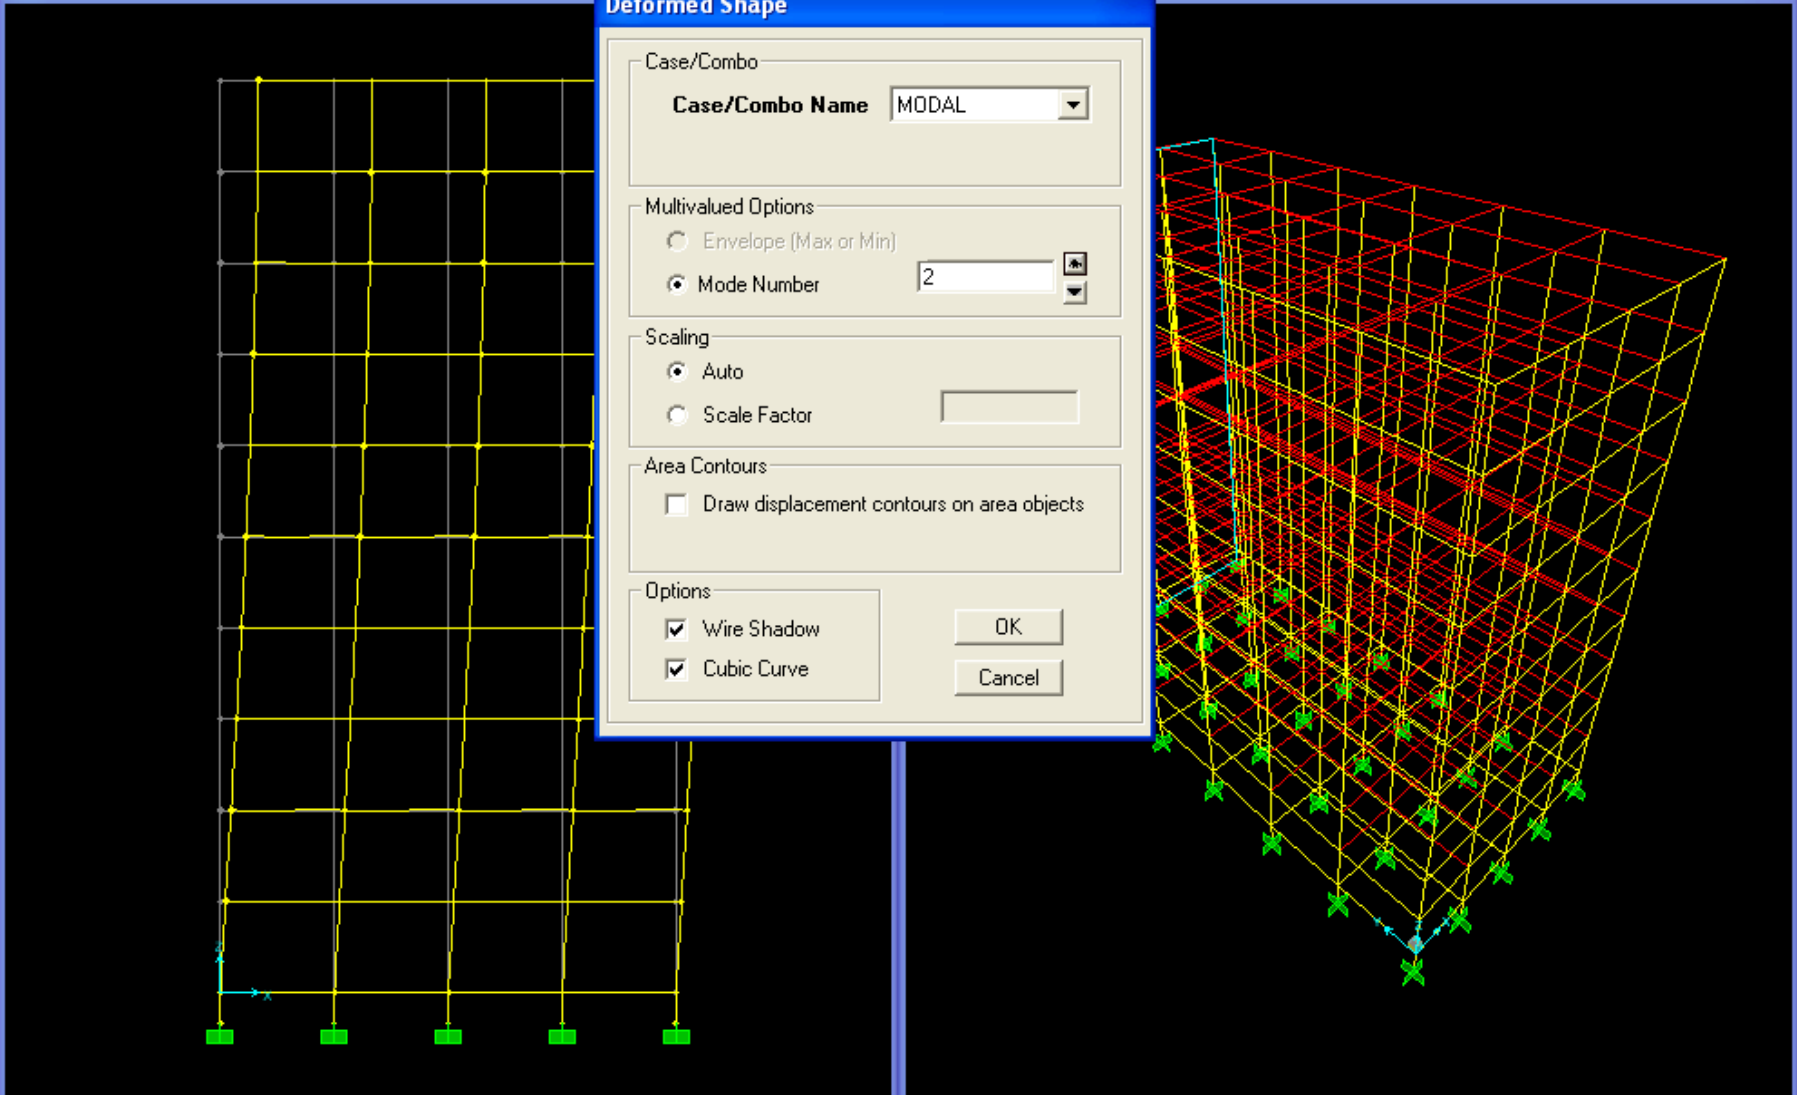 Deformed Shape
Case/Combo
Case/Combo Name MODAL
Multivalued Options
Envelope (Max or Min)
Mode Number 2
Scaling
Auto
Scale Factor
Area Contours
Draw displacement contours on area objects
Options
Wire Shadow
Cubic Curve
OK
Cancel
Z
X